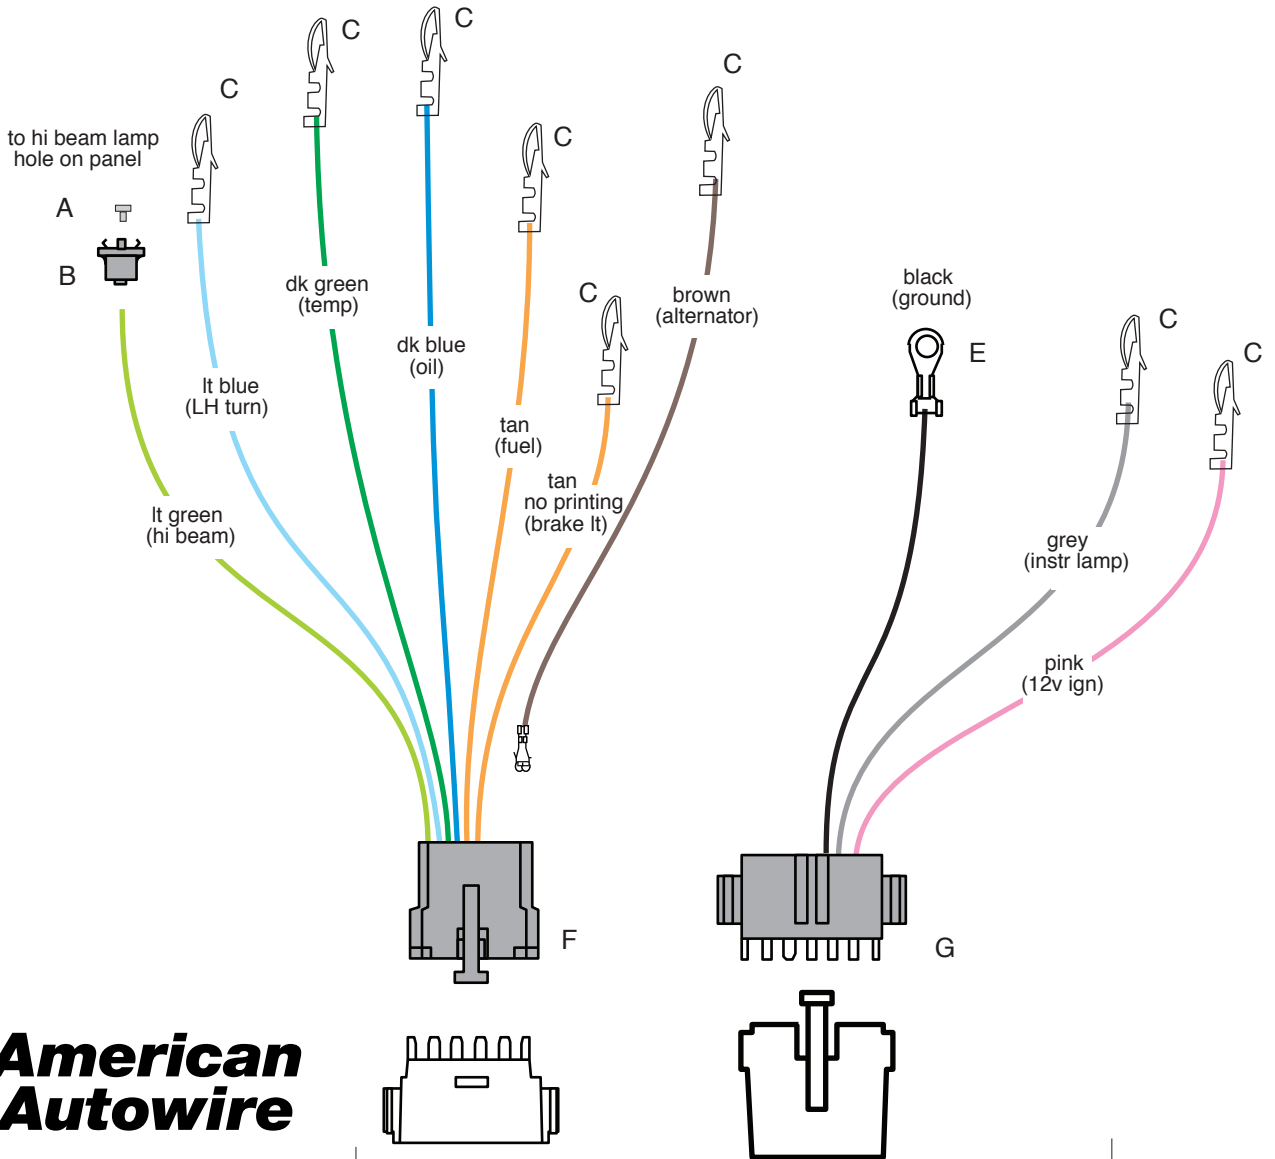 C
C
C
C
to hi beam lamp
hole on panel
A
B
C
dk green
(temp)
dk blue
(oil)
C
brown
(alternator)
black
(ground)
E
C
C
lt blue
(LH turn)
tan
(fuel)
tan
no printing
(brake lt)
lt green
(hi beam)
grey
(instr lamp)
pink
(12v ign)
F
G
American
Autowire